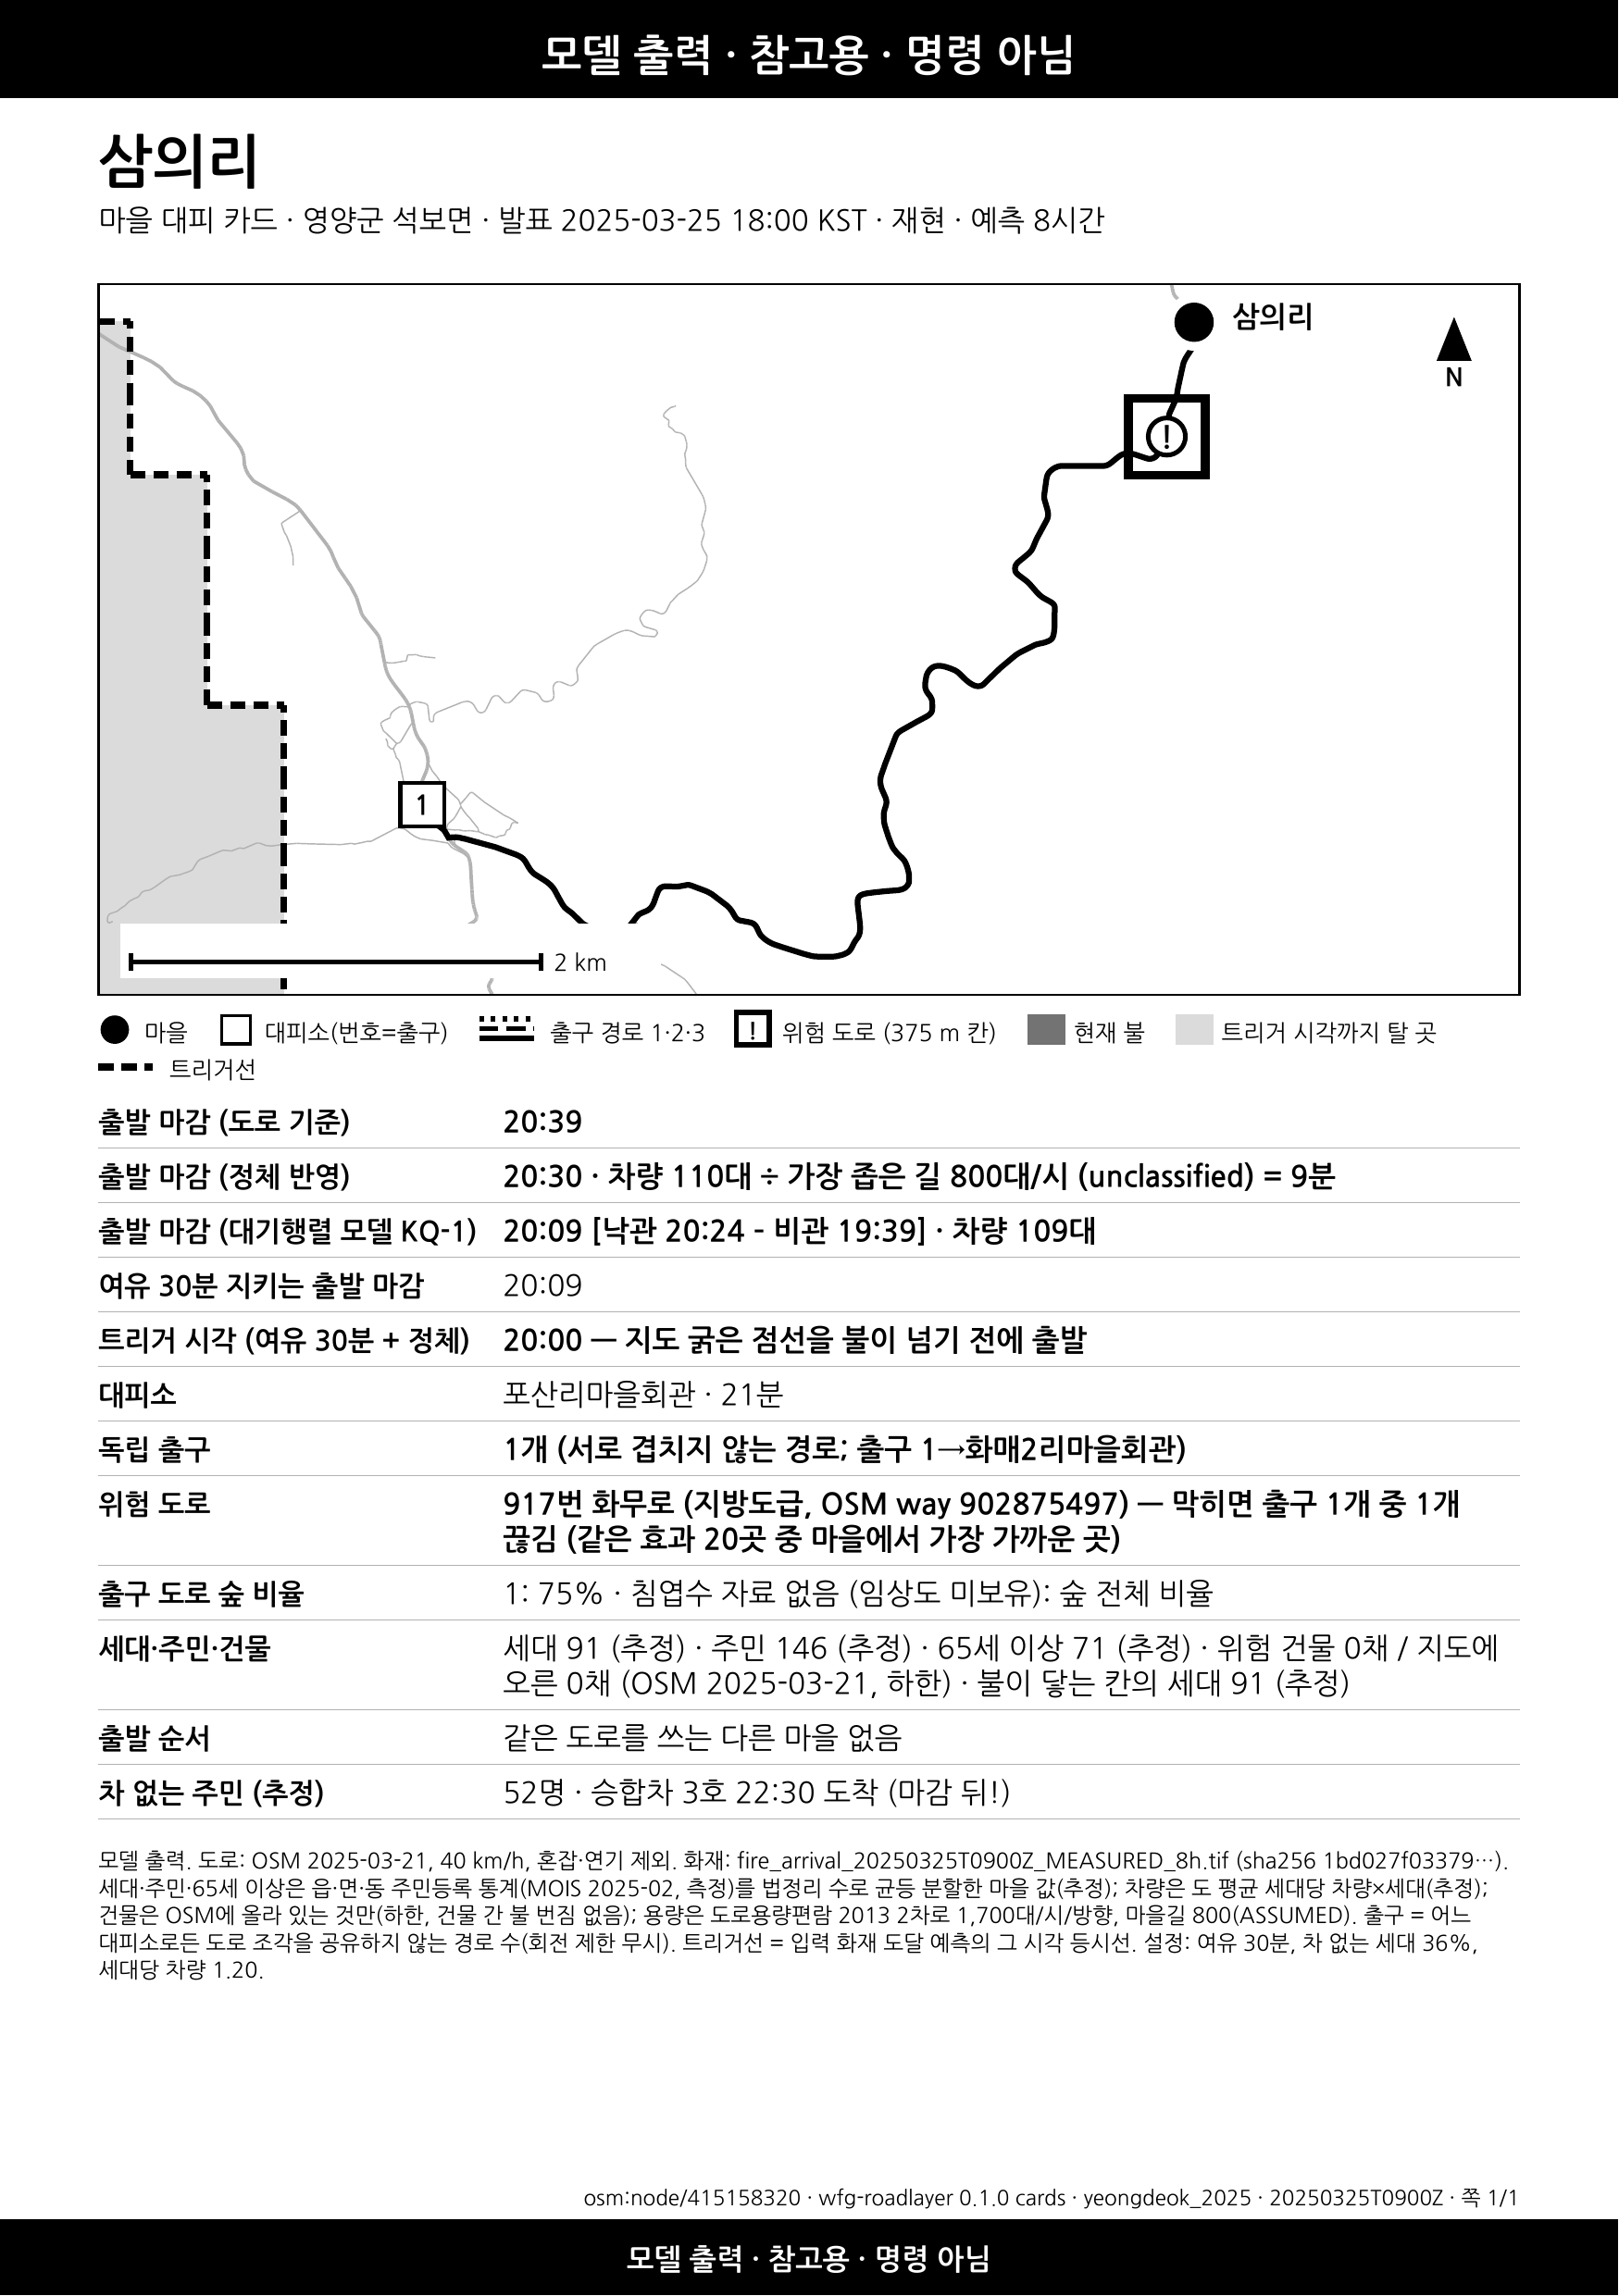 모델 출력 · 참고용 · 명령 아님
삼의리
마을 대피 카드 · 영양군 석보면 · 발표 2025-03-25 18:00 KST · 재현 · 예측 8시간
삼의리
N
!
1
2 km
마을 대피소(번호=출구) 출구 경로 1·2·3 ! 위험 도로 (375 m 칸) 현재 불 트리거 시각까지 탈 곳
트리거선
출발 마감 (도로 기준) 20:39
출발 마감 (정체 반영) 20:30 · 차량 110대 ÷ 가장 좁은 길 800대/시 (unclassified) = 9분
출발 마감 (대기행렬 모델 KQ-1) 20:09 [낙관 20:24 – 비관 19:39] · 차량 109대
여유 30분 지키는 출발 마감 20:09
트리거 시각 (여유 30분 + 정체) 20:00 — 지도 굵은 점선을 불이 넘기 전에 출발
대피소 포산리마을회관 · 21분
독립 출구 1개 (서로 겹치지 않는 경로; 출구 1→화매2리마을회관)
위험 도로 917번 화무로 (지방도급, OSM way 902875497) — 막히면 출구 1개 중 1개
끊김 (같은 효과 20곳 중 마을에서 가장 가까운 곳)
출구 도로 숲 비율 1: 75% · 침엽수 자료 없음 (임상도 미보유): 숲 전체 비율
세대·주민·건물 세대 91 (추정) · 주민 146 (추정) · 65세 이상 71 (추정) · 위험 건물 0채 / 지도에
오른 0채 (OSM 2025-03-21, 하한) · 불이 닿는 칸의 세대 91 (추정)
출발 순서 같은 도로를 쓰는 다른 마을 없음
차 없는 주민 (추정) 52명 · 승합차 3호 22:30 도착 (마감 뒤!)
모델 출력. 도로: OSM 2025-03-21, 40 km/h, 혼잡·연기 제외. 화재: fire_arrival_20250325T0900Z_MEASURED_8h.tif (sha256 1bd027f03379…).
세대·주민·65세 이상은 읍·면·동 주민등록 통계(MOIS 2025-02, 측정)를 법정리 수로 균등 분할한 마을 값(추정); 차량은 도 평균 세대당 차량×세대(추정);
건물은 OSM에 올라 있는 것만(하한, 건물 간 불 번짐 없음); 용량은 도로용량편람 2013 2차로 1,700대/시/방향, 마을길 800(ASSUMED). 출구 = 어느
대피소로든 도로 조각을 공유하지 않는 경로 수(회전 제한 무시). 트리거선 = 입력 화재 도달 예측의 그 시각 등시선. 설정: 여유 30분, 차 없는 세대 36%,
세대당 차량 1.20.
osm:node/415158320 · wfg-roadlayer 0.1.0 cards · yeongdeok_2025 · 20250325T0900Z · 쪽 1/1
모델 출력 · 참고용 · 명령 아님